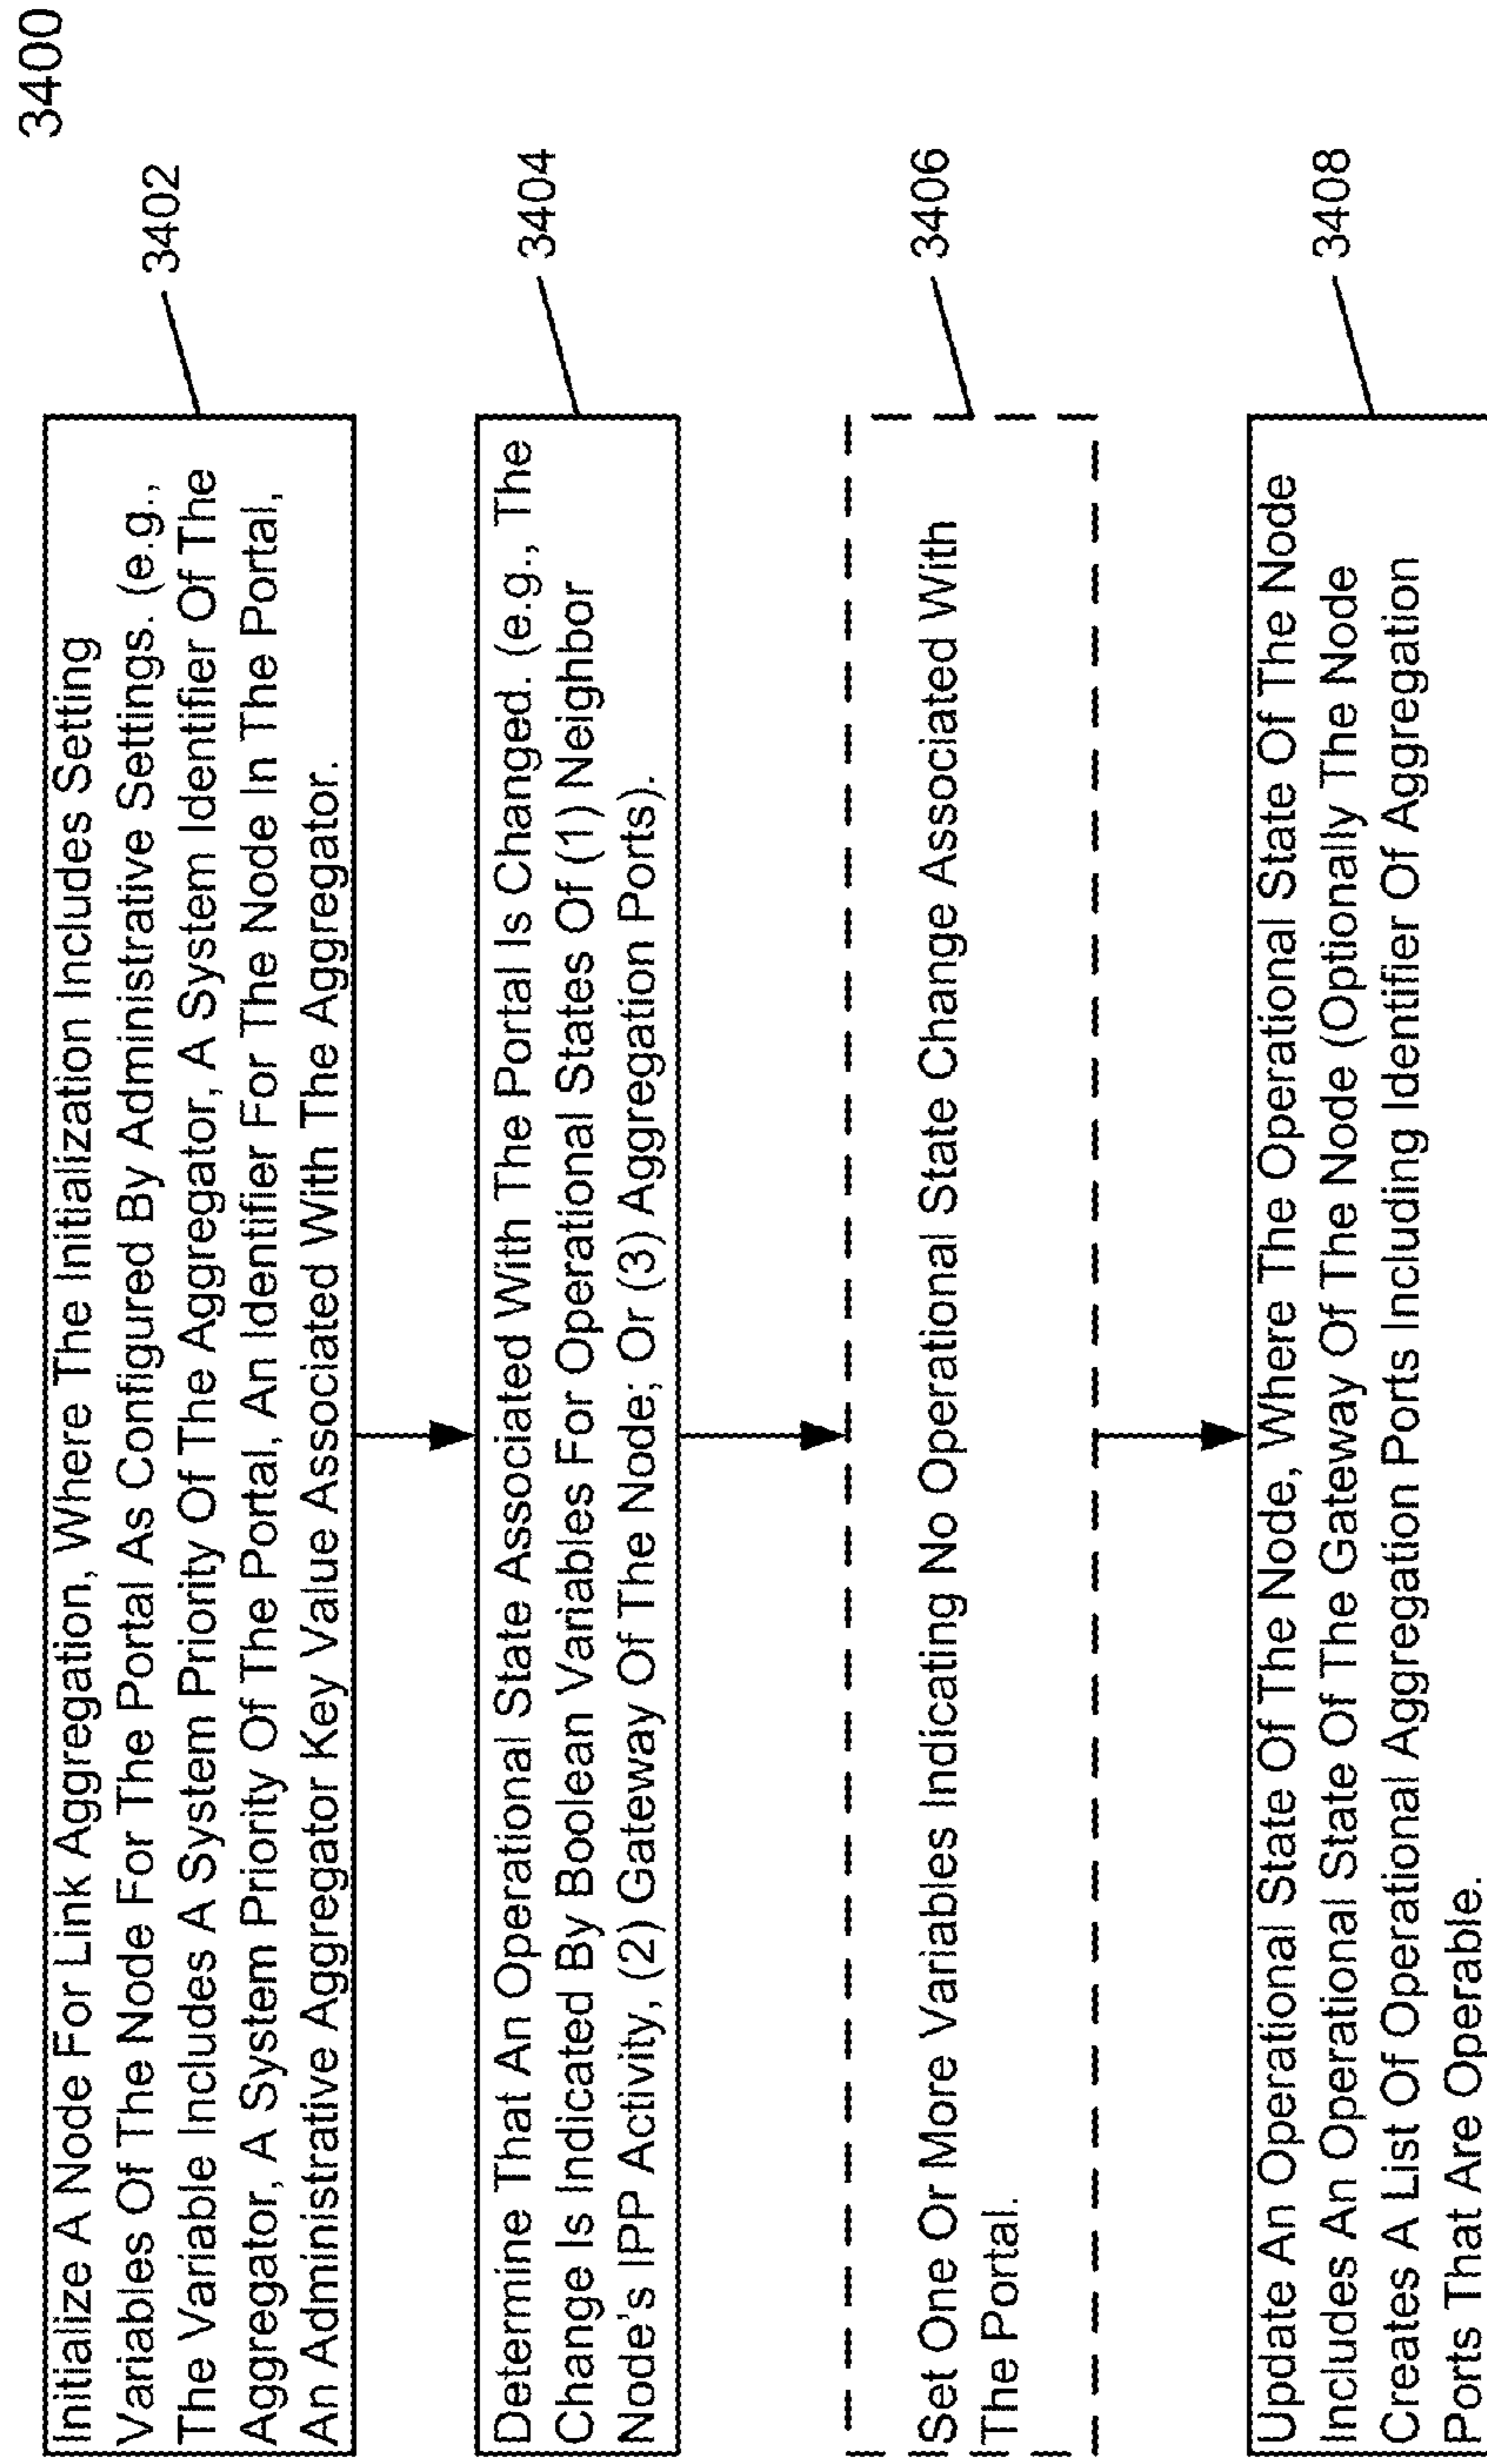 3400
Initialize A Node For Link Aggregation, Where The Initialization Includes Setting
Variables Of The Node For The Portal As Configured By Administrative Settings. (e.g.,
The Variable Includes A System Priority Of The Aggregator, A System Identifier Of The
Aggregator, A System Priority Of The Portal, An Identifier For The Node In The Portal,
An Administrative Aggregator Key Value Associated With The Aggregator.
3402
Determine That An Operational State Associated With The Portal Is Changed. (e.g., The
Change Is Indicated By Boolean Variables For Operational States Of (1) Neighbor
Node's IPP Activity, (2) Gateway Of The Node; Or (3) Aggregation Ports).
3404
Set One Or More Variables Indicating No Operational State Change Associated With
The Portal.
3406
Update An Operational State Of The Node, Where The Operational State Of The Node
Includes An Operational State Of The Gateway Of The Node (Optionally The Node
Creates A List Of Operational Aggregation Ports Including Identifier Of Aggregation
Ports That Are Operable.
3408